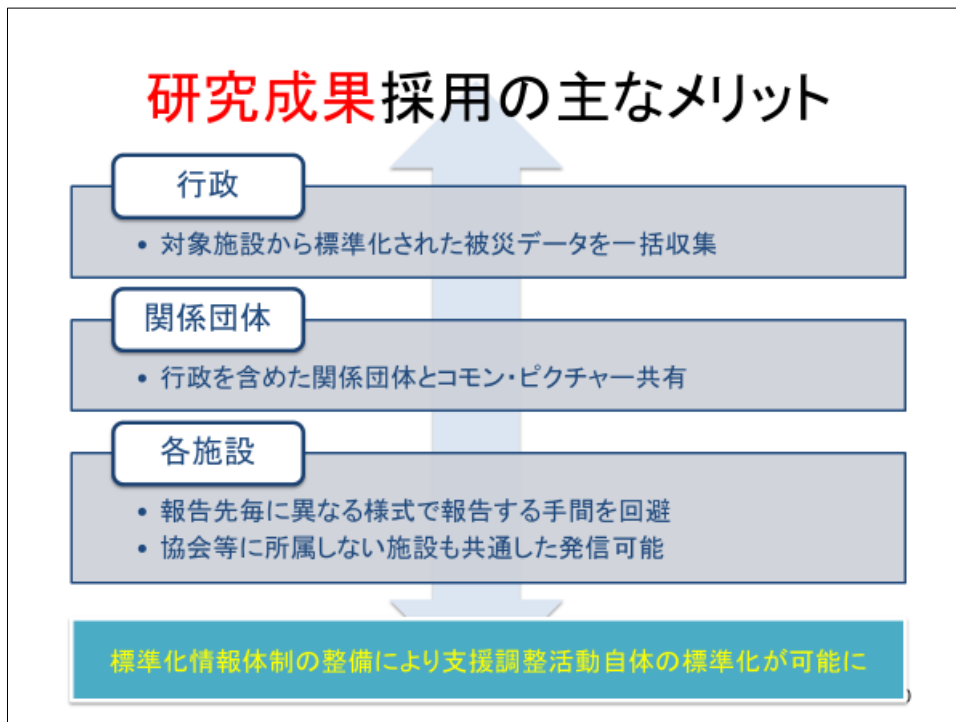 研究成果採用の主なメリット
行政
• 対象施設から標準化された被災データを一括収集
関係団体
• 行政を含めた関係団体とコモン・ピクチャー共有
各施設
• 報告先毎に異なる様式で報告する手間を回避
• 協会等に所属しない施設も共通した発信可能
標準化情報体制の整備により支援調整活動自体の標準化が可能に